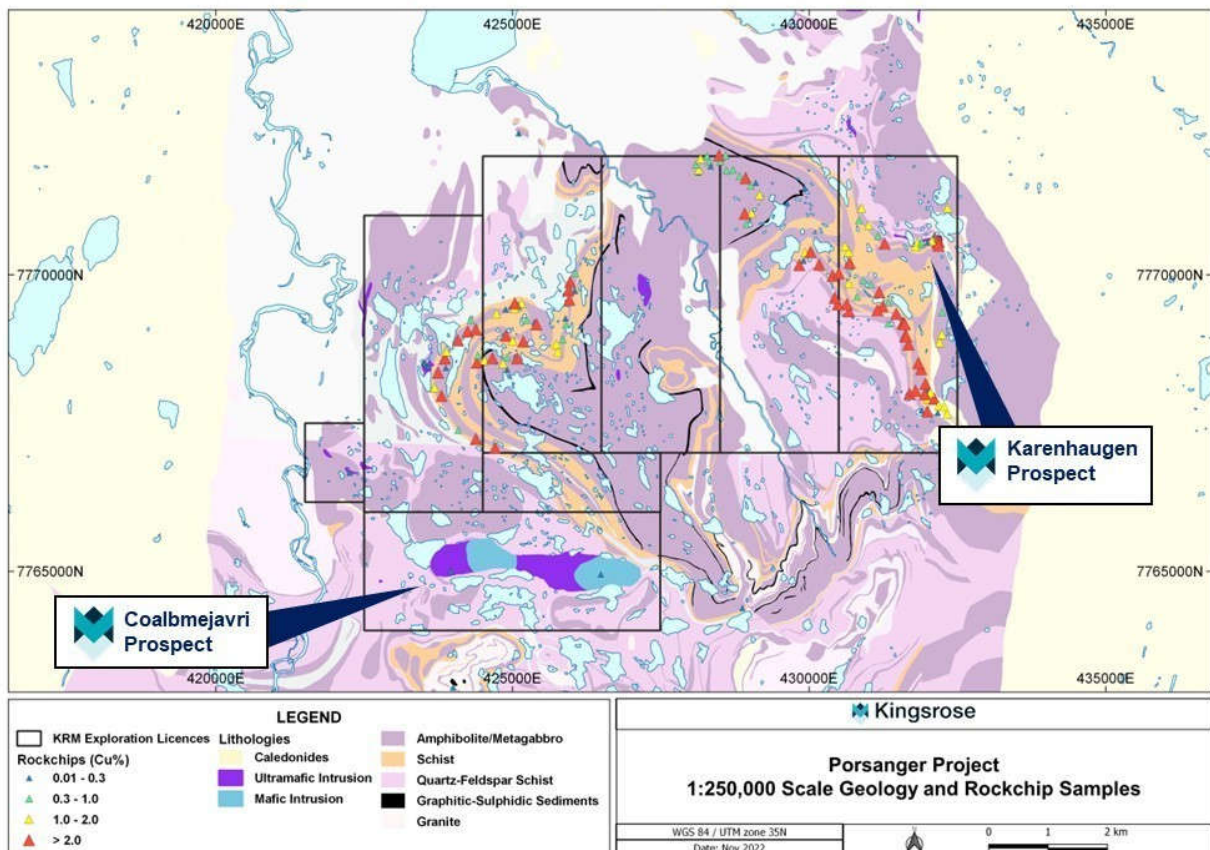 420000E 425000E 430000E 435000E
7770000N 7770000N
Karenhaugen
Prospect
7765000N 7765000N
Coalbmejavri
Prospect
420000E 425000E 430000E 435000E
LEGEND
KRM Exploration Licences
Rockchips (Cu%)
0.01 - 0.3
0.3 - 1.0
1.0 - 2.0
> 2.0
Lithologies
Caledonides
Ultramafic Intrusion
Mafic Intrusion
Amphibolite/Metagabbro
Schist
Quartz-Feldspar Schist
Graphitic-Sulphidic Sediments
Granite
Kingsrose
Porsanger Project
1:250,000 Scale Geology and Rockchip Samples
WGS 84 / UTM zone 35N
Date: Nov 2022
N
0 1 2 km